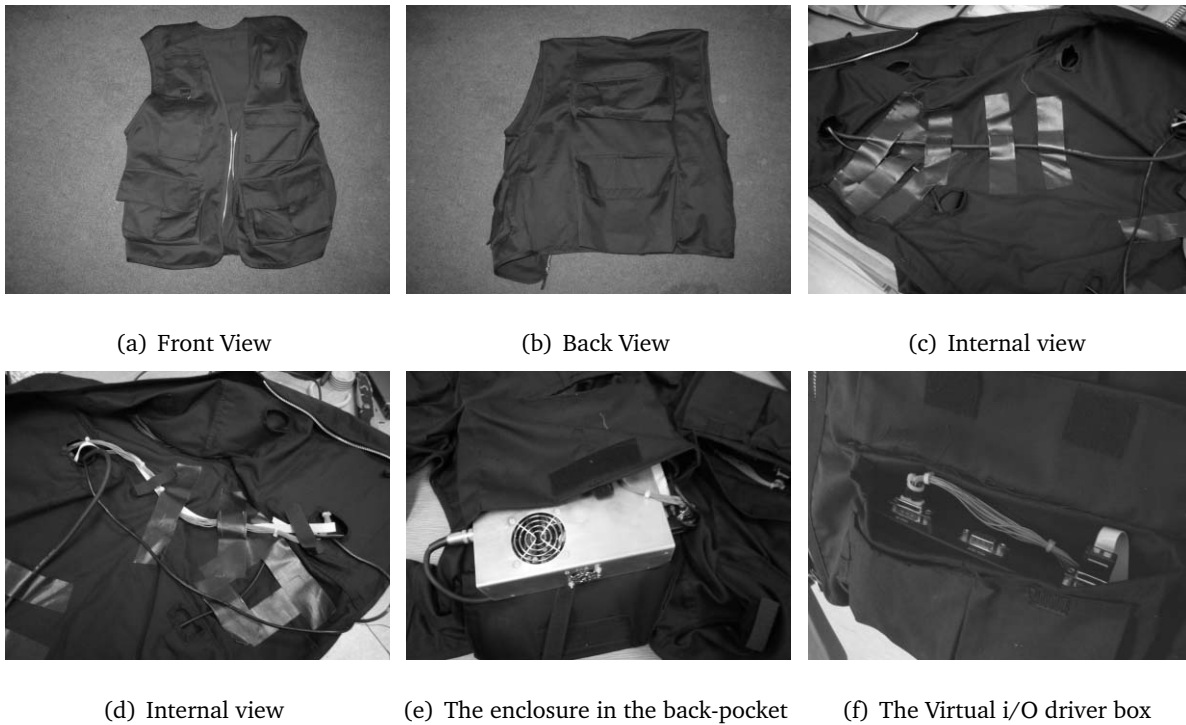 (a) Front View
(b) Back View
(c) Internal view
(d) Internal view
(e) The enclosure in the back-pocket
(f) The Virtual i/O driver box